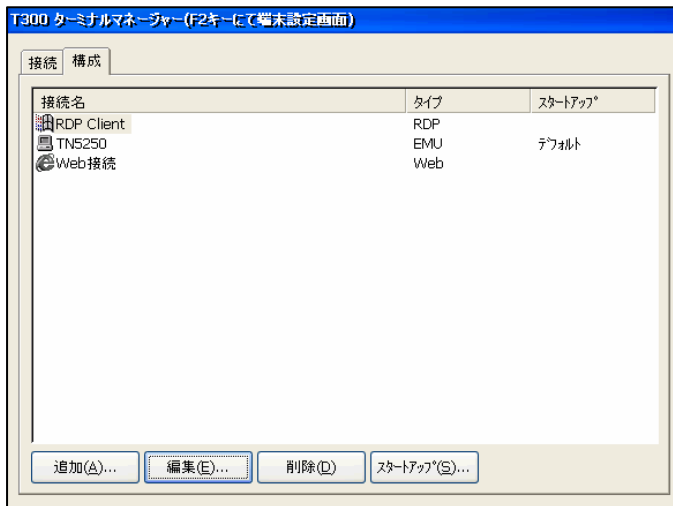 T300 ターミナルマネージャー(F2キーにて端末設定画面)
接続 構成
接続名 タイプ スタートアップ
RDP Client RDP
TN5250 EMU デフォルト
Web接続 Web
追加(A)... 編集(E)... 削除(D) スタートアップ(S)...